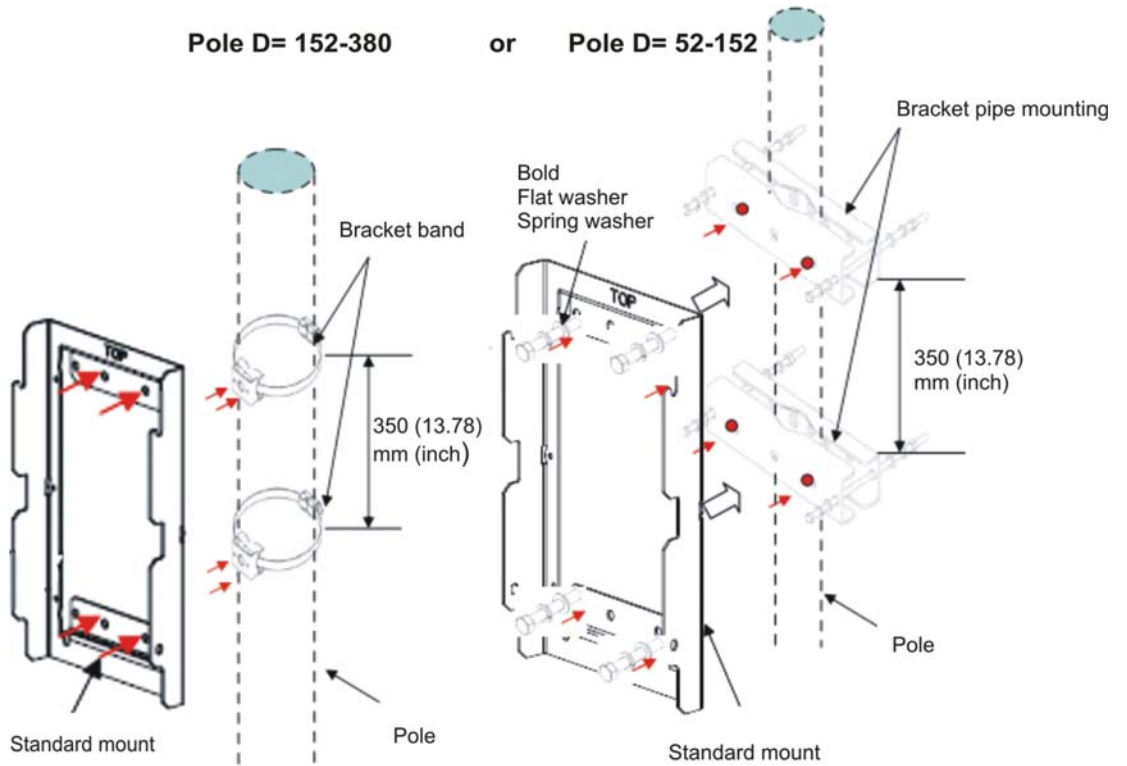 Pole D= 152-380 or Pole D= 52-152
Bracket pipe mounting
Bold
Flat washer
Spring washer
Bracket band
TOP
TOP
350 (13.78)
mm (inch)
350 (13.78)
mm (inch)
Pole
Pole
Standard mount
Standard mount